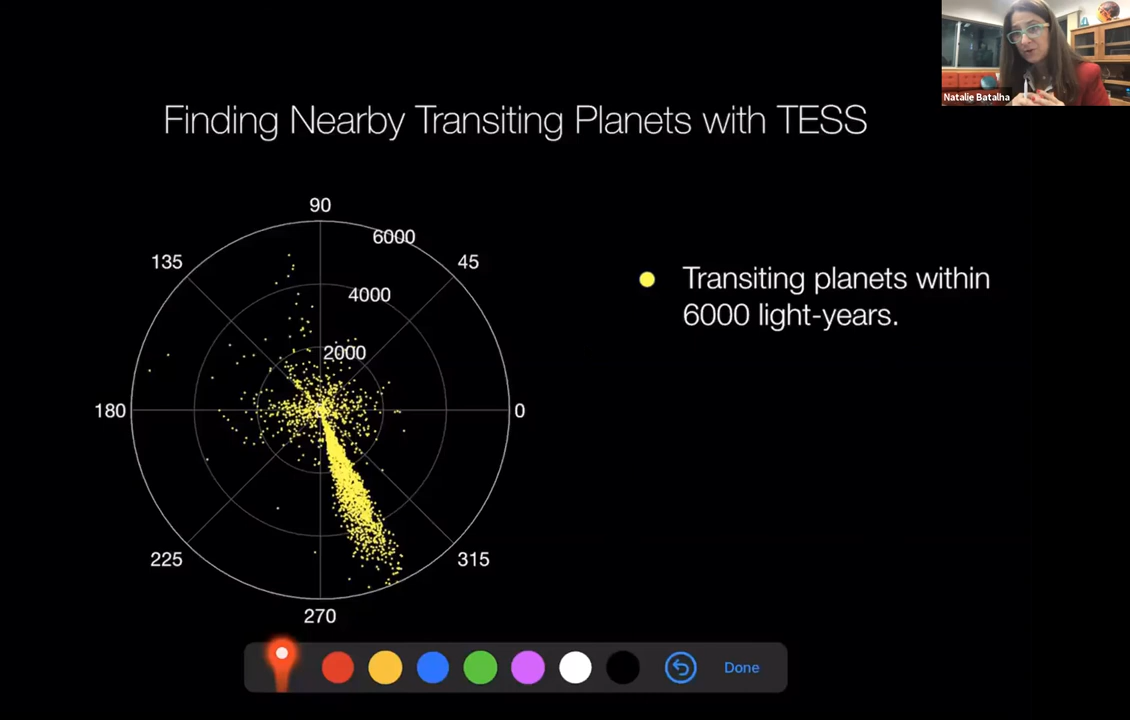 Natalie Batalha
Finding Nearby Transiting Planets with TESS
90
6000
135
45
4000
2000
180
0
225
315
270
Transiting planets within
6000 light-years.
Done